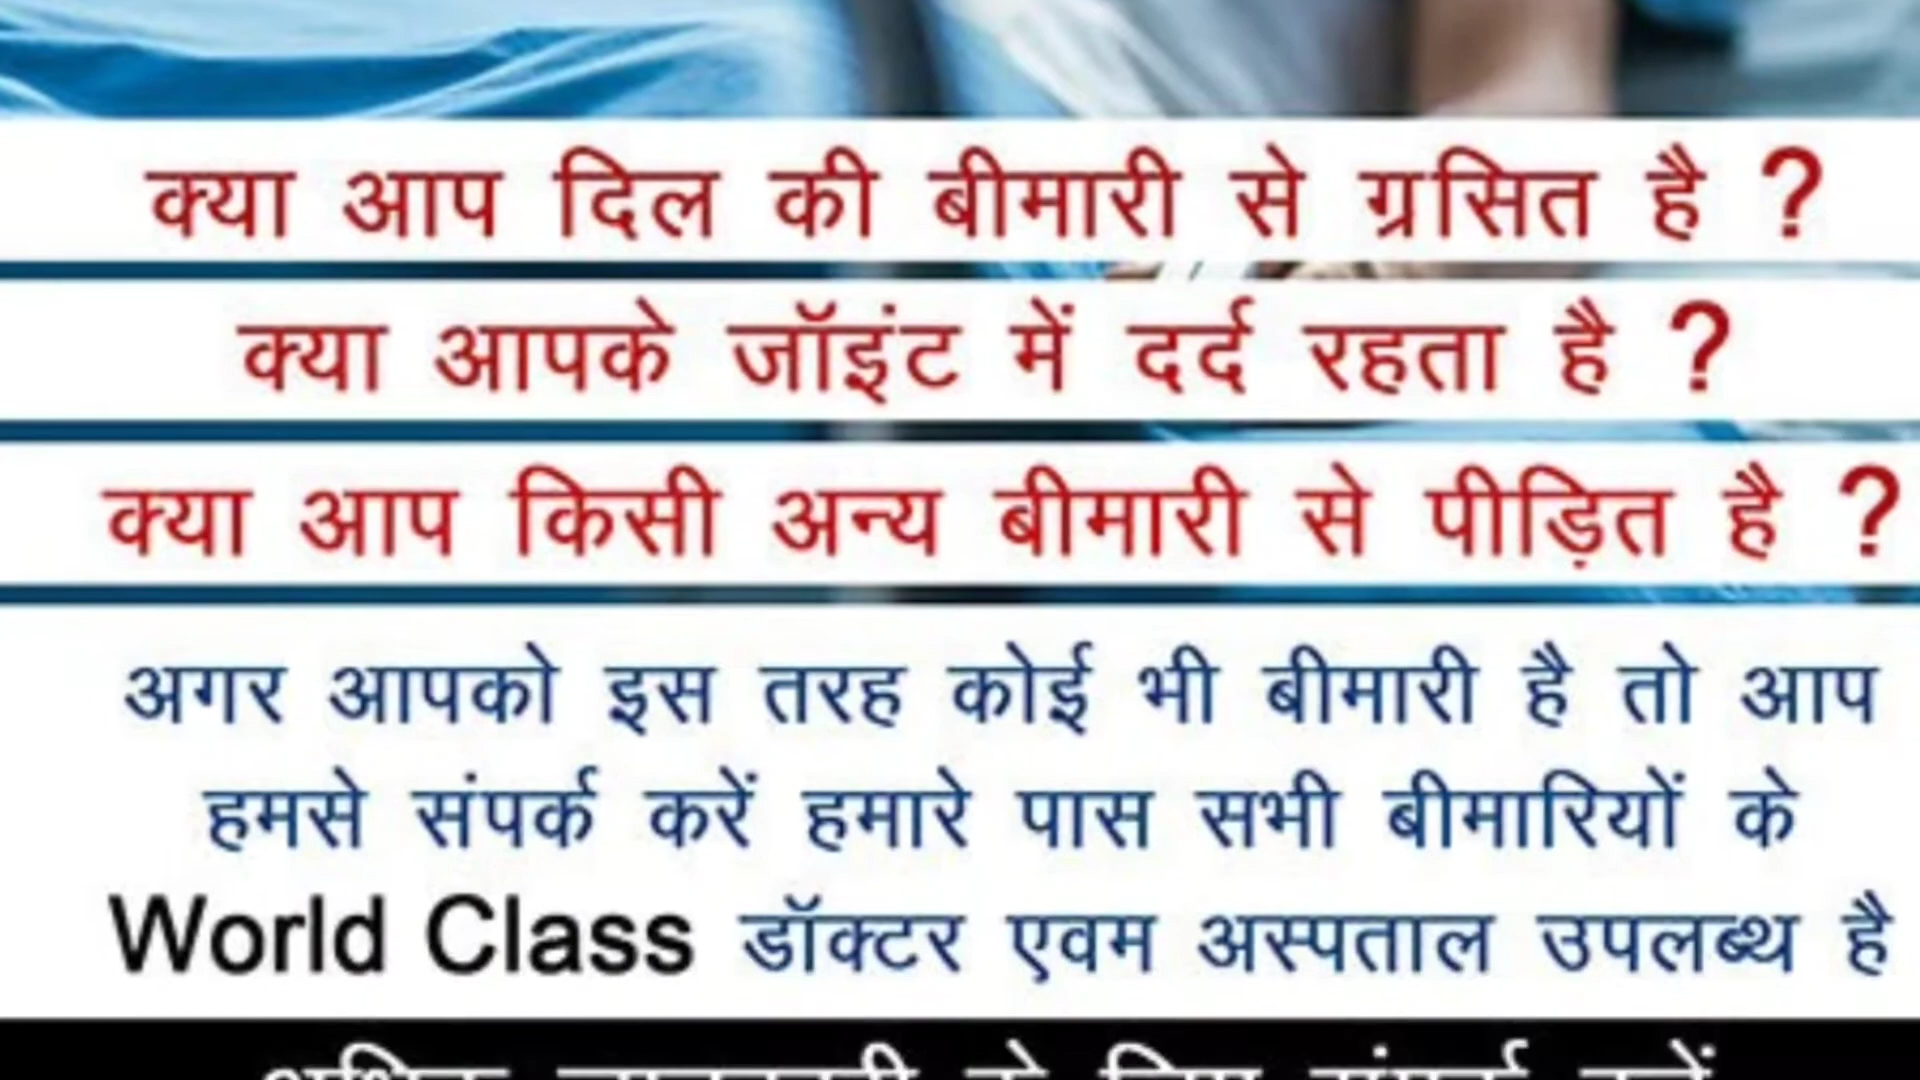 क्या आप दिल की बीमारी से ग्रसित है ?
क्या आपके जॉइंट में दर्द रहता है ?
क्या आप किसी अन्य बीमारी से पीड़ित है ?
अगर आपको इस तरह कोई भी बीमारी है तो आप
हमसे संपर्क करें हमारे पास सभी बीमारियों के
World Class डॉक्टर एवम अस्पताल उपलब्थ है